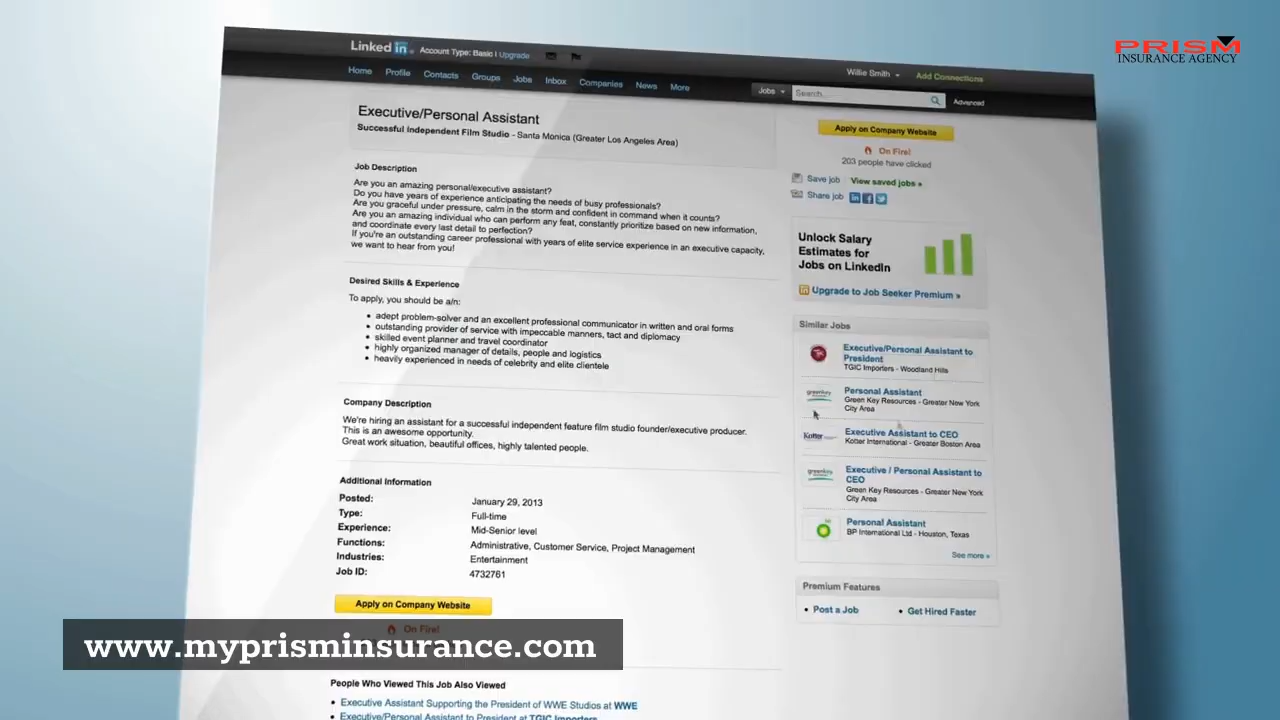 PRISM
INSURANCE AGENCY
Linked in. Account Type: Basic | Upgrade
Willie Smith Add Connections
Home Profile Contacts Groups Jobs Inbox Companies News More
Jobs Search... Advanced
Executive/Personal Assistant
Successful Independent Film Studio - Santa Monica (Greater Los Angeles Area)
Job Description
Are you an amazing personal/executive assistant?
Do you have years of experience anticipating the needs of busy professionals?
Are you graceful under pressure, calm in the storm and confident in command when it counts?
Are you an amazing individual who can perform any feat, constantly prioritize based on new information,
and coordinate every last detail to perfection?
If you're an outstanding career professional with years of elite service experience in an executive capacity,
we want to hear from you!
Desired Skills & Experience
To apply, you should be a/n:
• adept problem-solver and an excellent professional communicator in written and oral forms
• outstanding provider of service with impeccable manners, tact and diplomacy
• skilled event planner and travel coordinator
• highly organized manager of details, people and logistics
• heavily experienced in needs of celebrity and elite clientele
Company Description
We're hiring an assistant for a successful independent feature film studio founder/executive producer.
This is an awesome opportunity.
Great work situation, beautiful offices, highly talented people.
Additional Information
Posted: January 29, 2013
Type: Full-time
Experience: Mid-Senior level
Functions: Administrative, Customer Service, Project Management
Industries: Entertainment
Job ID: 4732761
Apply on Company Website
On Fire!
www.myprisminsurance.com
People Who Viewed This Job Also Viewed
• Executive Assistant Supporting the President of WWE Studios at WWE
• Executive/Personal Assistant to President at TGIC Importers
Apply on Company Website
On Fire!
203 people have clicked
Save job View saved jobs »
Share job
Unlock Salary
Estimates for
Jobs on LinkedIn
Upgrade to Job Seeker Premium »
Similar Jobs
Executive/Personal Assistant to
President
TGIC Importers - Woodland Hills
greenkey
Personal Assistant
Green Key Resources - Greater New York
City Area
Kotter
Executive Assistant to CEO
Kotter International - Greater Boston Area
greenkey
Executive / Personal Assistant to
CEO
Green Key Resources - Greater New York
City Area
Personal Assistant
BP International Ltd - Houston, Texas
See more »
Premium Features
• Post a Job • Get Hired Faster